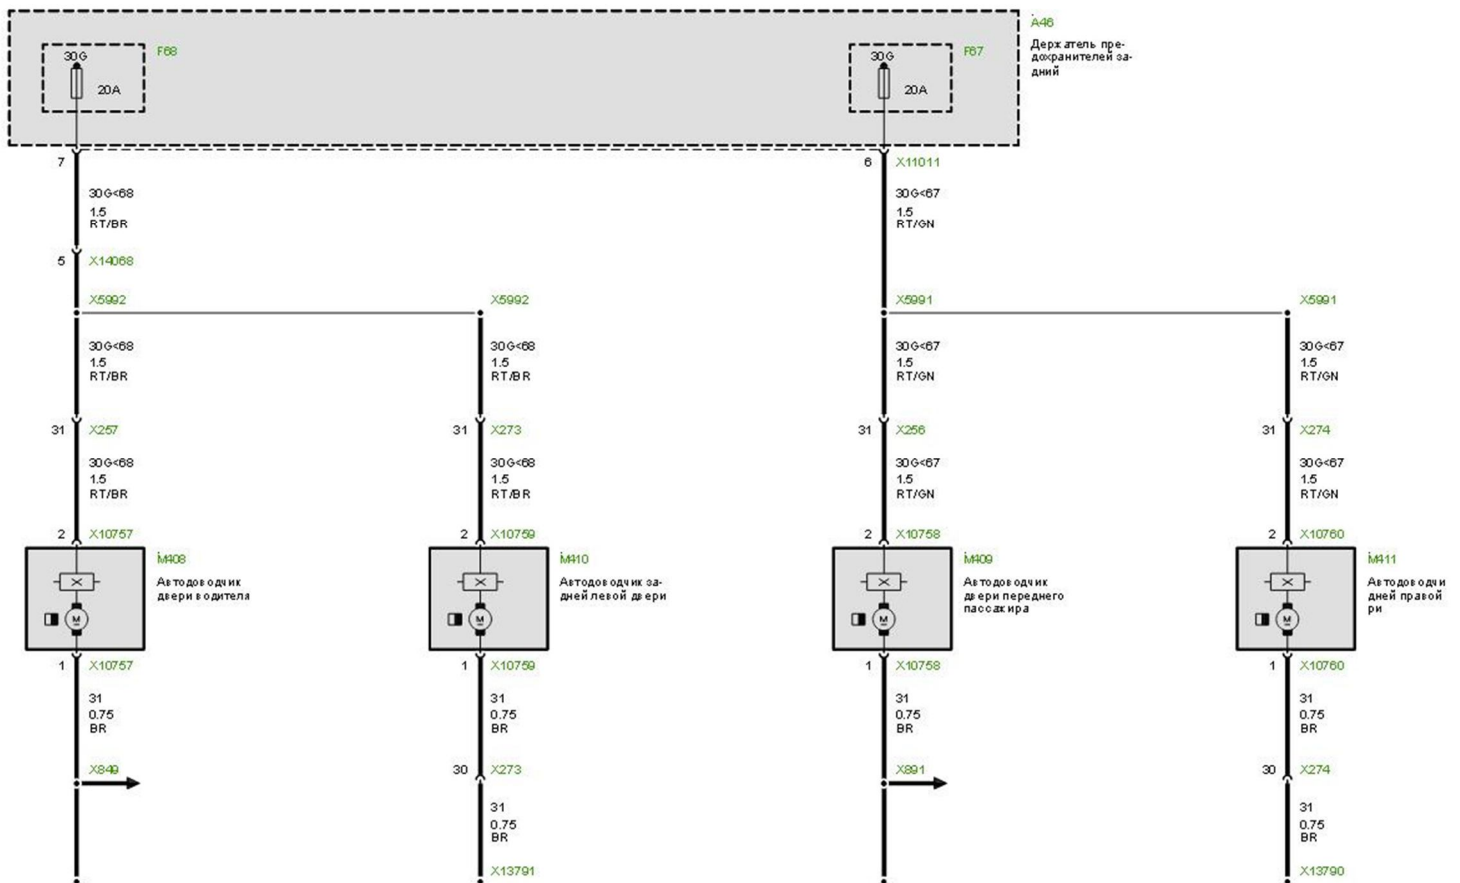 A46
Держатель пре-
дохранителей за-
дний
F68
30G
20A
F67
30G
20A
7
6
X11011
30G<68
1.5
RT/BR
30G<67
1.5
RT/GN
5
X14068
X5992
X5992
X5991
X5991
30G<68
1.5
RT/BR
30G<68
1.5
RT/BR
30G<67
1.5
RT/GN
30G<67
1.5
RT/GN
31
X257
31
X273
31
X256
31
X274
30G<68
1.5
RT/BR
30G<68
1.5
RT/BR
30G<67
1.5
RT/GN
30G<67
1.5
RT/GN
2
X10757
2
X10759
2
X10758
2
X10760
M408
Автодоводчик
двери водителя
M
M410
Автодоводчик за-
дней левой двери
M
M409
Автодоводчик
двери переднего
пассажира
M
M411
Автодоводчи
дней правой
ри
M
1
X10757
1
X10759
1
X10758
1
X10760
31
0.75
BR
31
0.75
BR
31
0.75
BR
31
0.75
BR
X849
30
X273
X891
30
X274
31
0.75
BR
31
0.75
BR
X13791
X13790